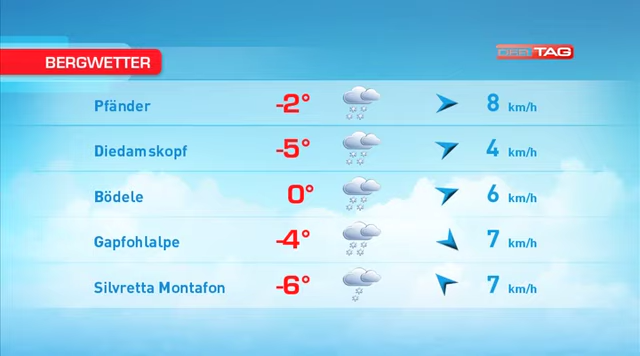 DER TAG
BERGWETTER
Pfänder -2° 8 km/h
Diedamskopf -5° 4 km/h
Bödele 0° 6 km/h
Gapfohlalpe -4° 7 km/h
Silvretta Montafon -6° 7 km/h